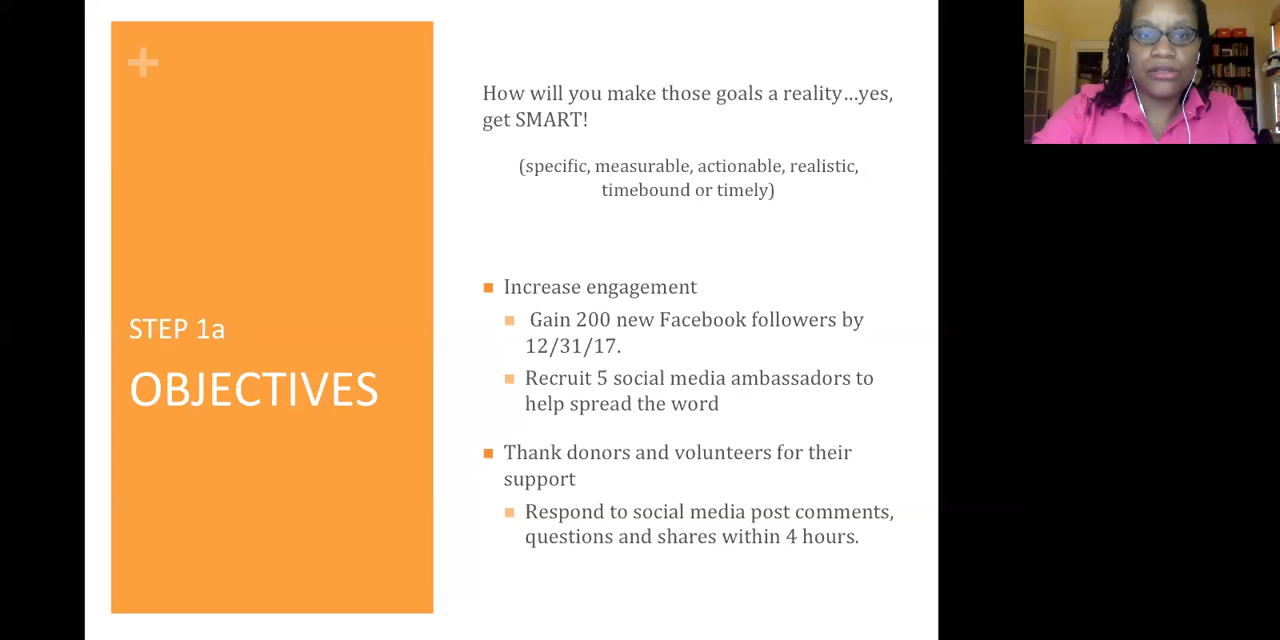 STEP 1a
OBJECTIVES
How will you make those goals a reality…yes,
get SMART!
(specific, measurable, actionable, realistic,
timebound or timely)
Increase engagement
Gain 200 new Facebook followers by
12/31/17.
Recruit 5 social media ambassadors to
help spread the word
Thank donors and volunteers for their
support
Respond to social media post comments,
questions and shares within 4 hours.